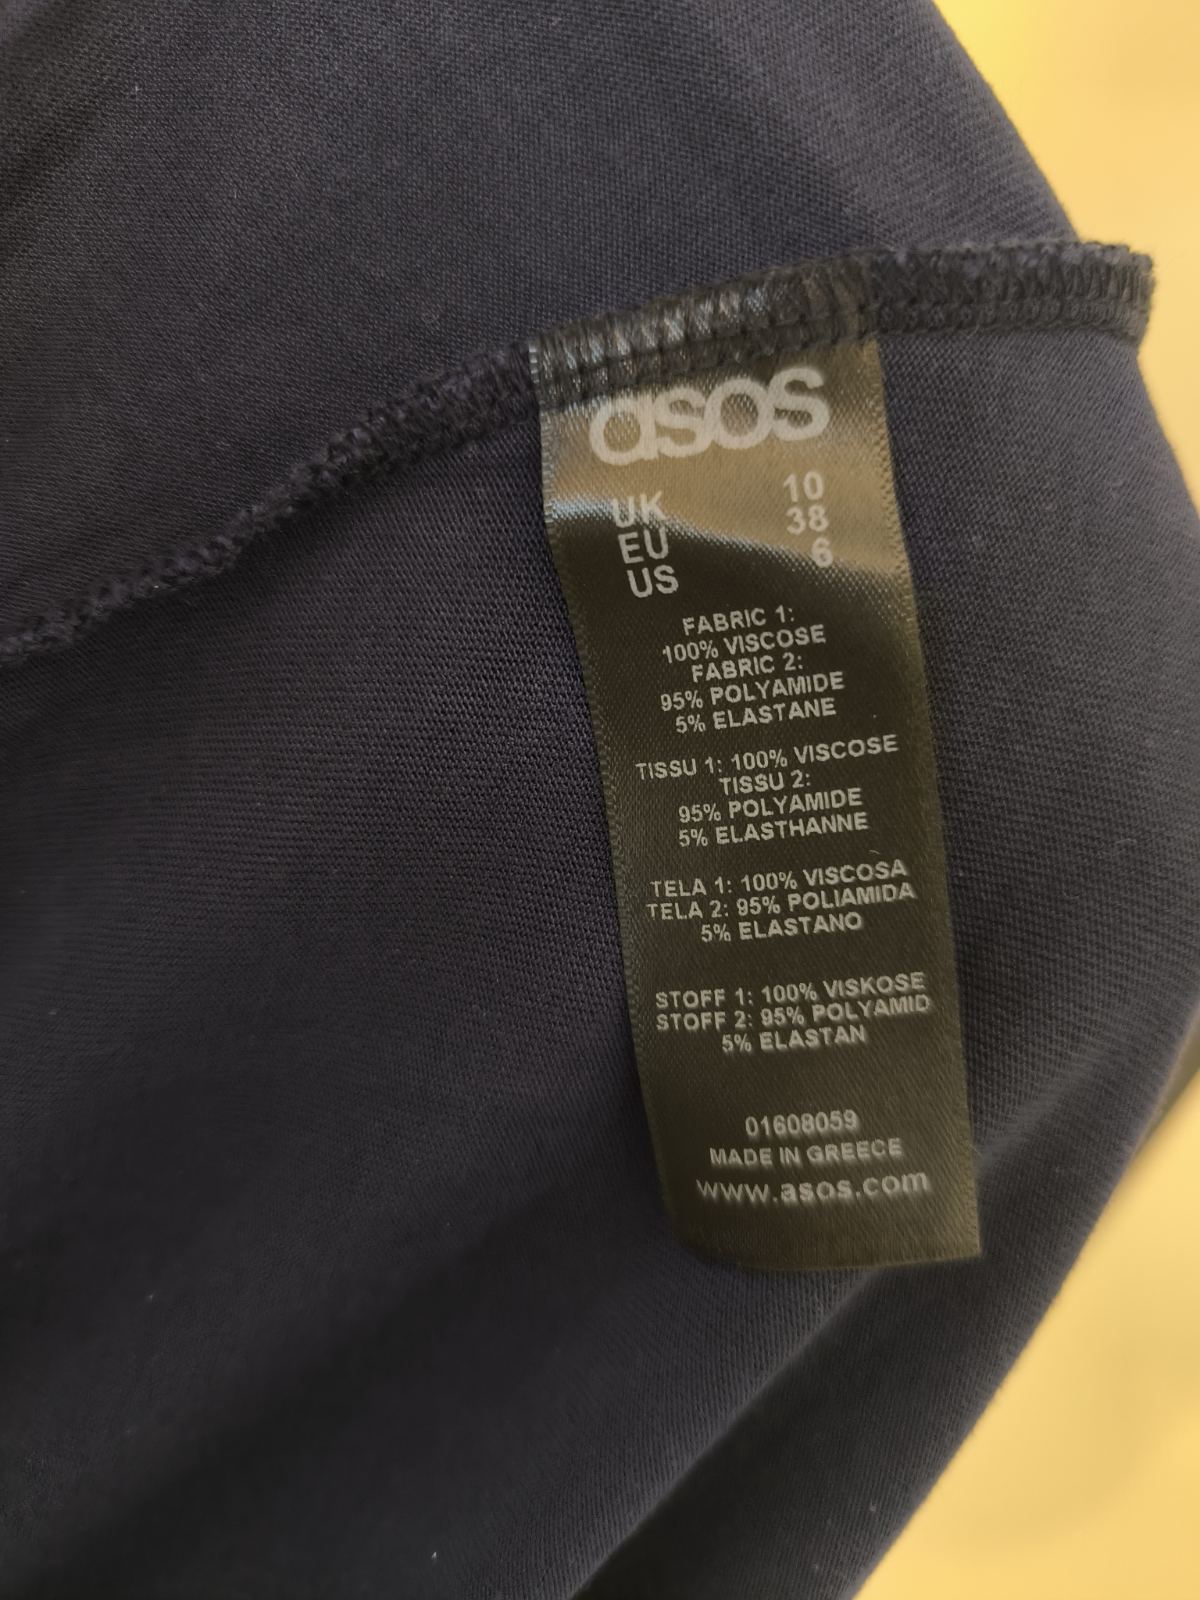 asos
UK 10
EU 38
US 6
FABRIC 1:
100% VISCOSE
FABRIC 2:
95% POLYAMIDE
5% ELASTANE
TISSU 1: 100% VISCOSE
TISSU 2:
95% POLYAMIDE
5% ELASTHANNE
TELA 1: 100% VISCOSA
TELA 2: 95% POLIAMIDA
5% ELASTANO
STOFF 1: 100% VISKOSE
STOFF 2: 95% POLYAMID
5% ELASTAN
01608059
MADE IN GREECE
www.asos.com